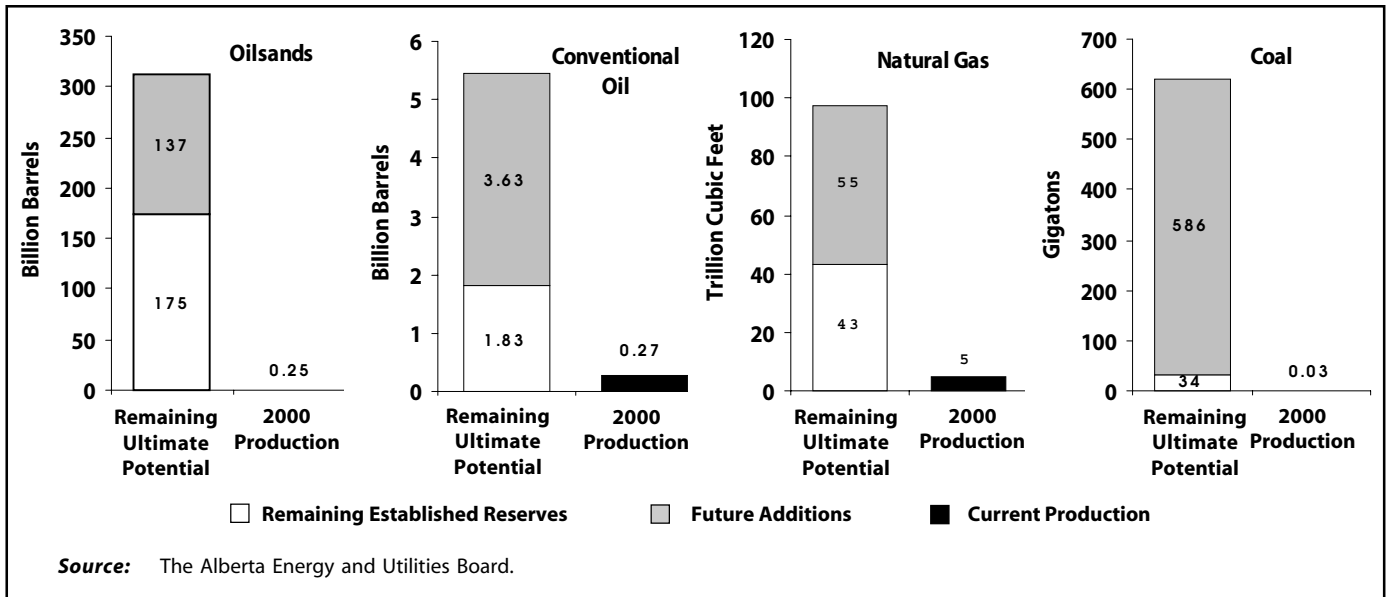 Oilsands
Billion Barrels
350
300
250
200
150
100
50
0
137
175
0.25
Remaining
Ultimate
Potential
2000
Production
Conventional
Oil
Billion Barrels
6
5
4
3
2
1
0
3.63
1.83
0.27
Remaining
Ultimate
Potential
2000
Production
Natural Gas
Trillion Cubic Feet
120
100
80
60
40
20
0
55
43
5
Remaining
Ultimate
Potential
2000
Production
Coal
Gigatons
700
600
500
400
300
200
100
0
586
34
0.03
Remaining
Ultimate
Potential
2000
Production
Remaining Established Reserves
Future Additions
Current Production
Source: The Alberta Energy and Utilities Board.